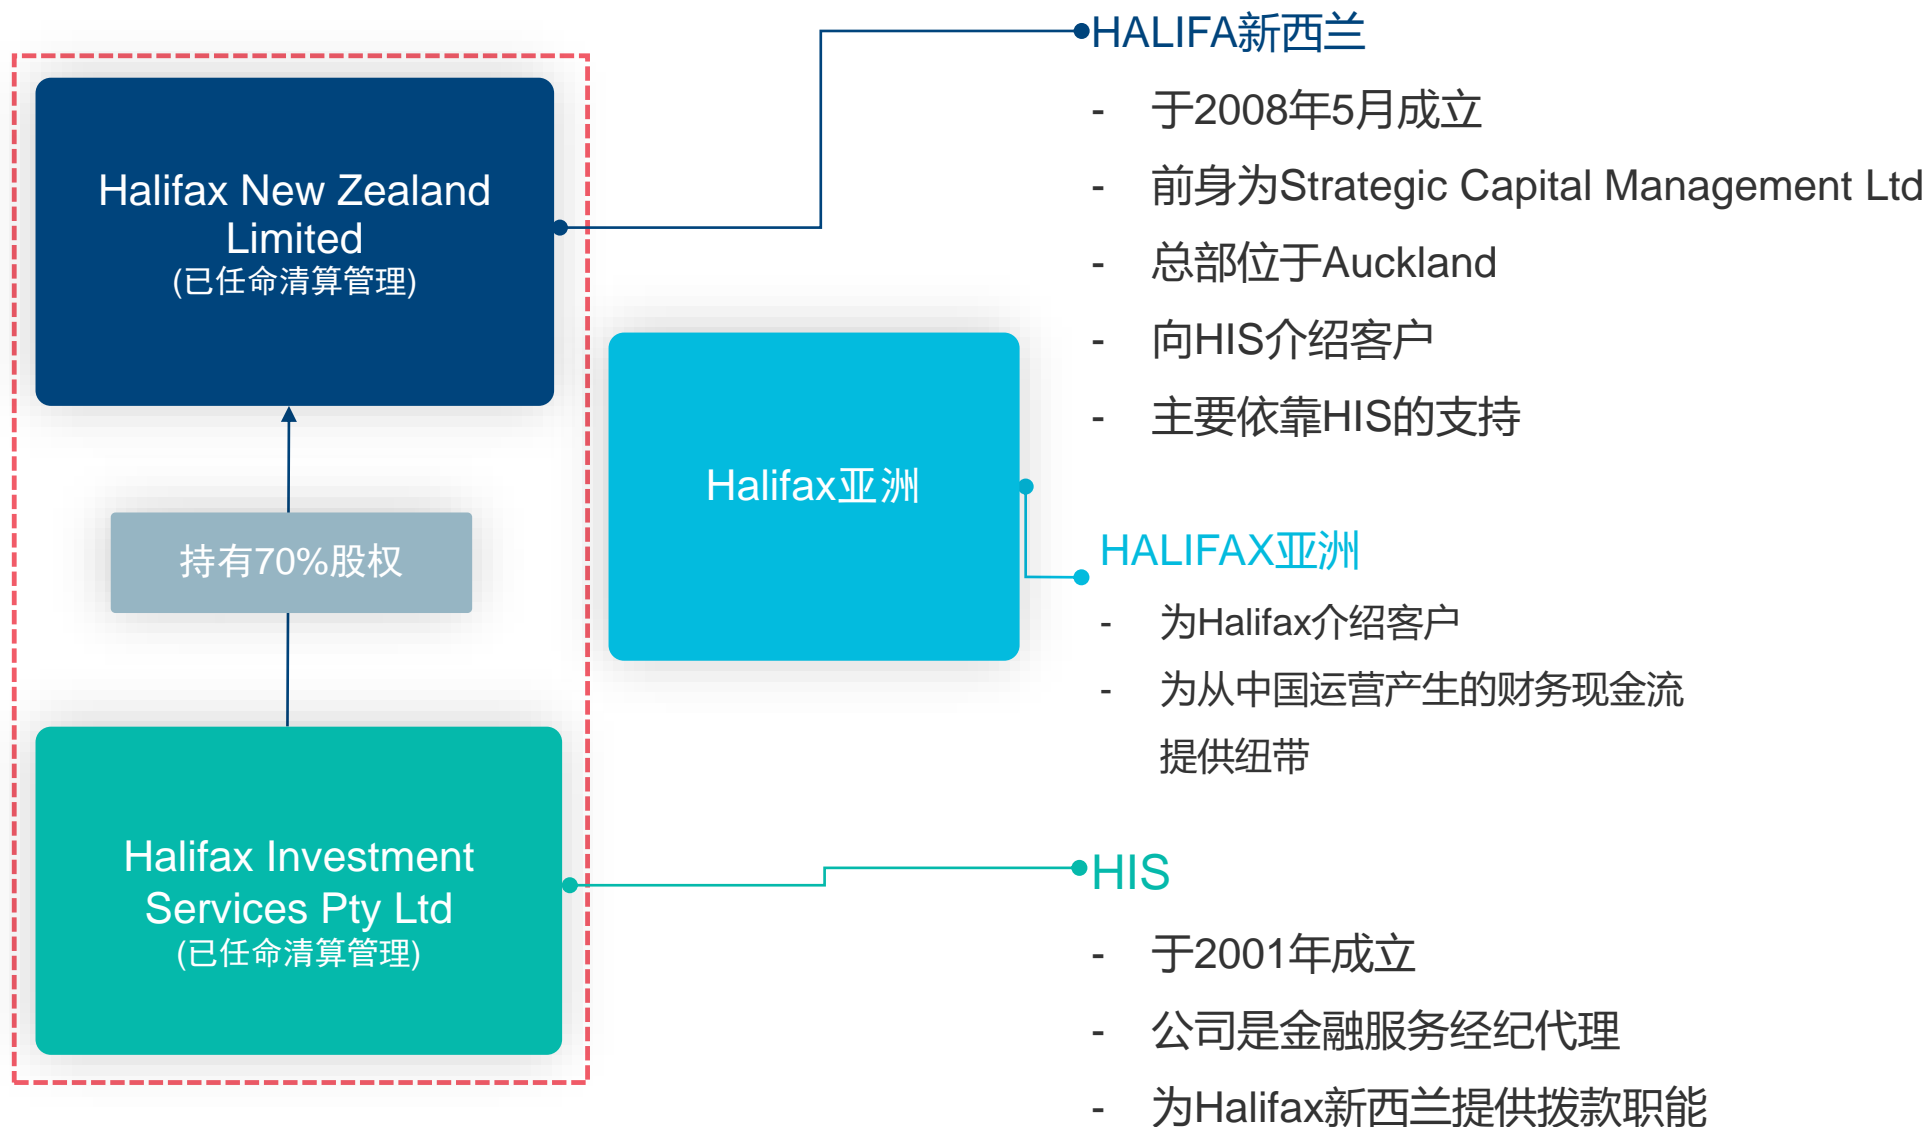 Halifax New Zealand
Limited
(已任命清算管理)
持有70%股权
Halifax Investment
Services Pty Ltd
(已任命清算管理)
Halifax亚洲
HALIFA新西兰
- 于2008年5月成立
- 前身为Strategic Capital Management Ltd
- 总部位于Auckland
- 向HIS介绍客户
- 主要依靠HIS的支持
HALIFAX亚洲
- 为Halifax介绍客户
- 为从中国运营产生的财务现金流
提供纽带
HIS
- 于2001年成立
- 公司是金融服务经纪代理
- 为Halifax新西兰提供拨款职能